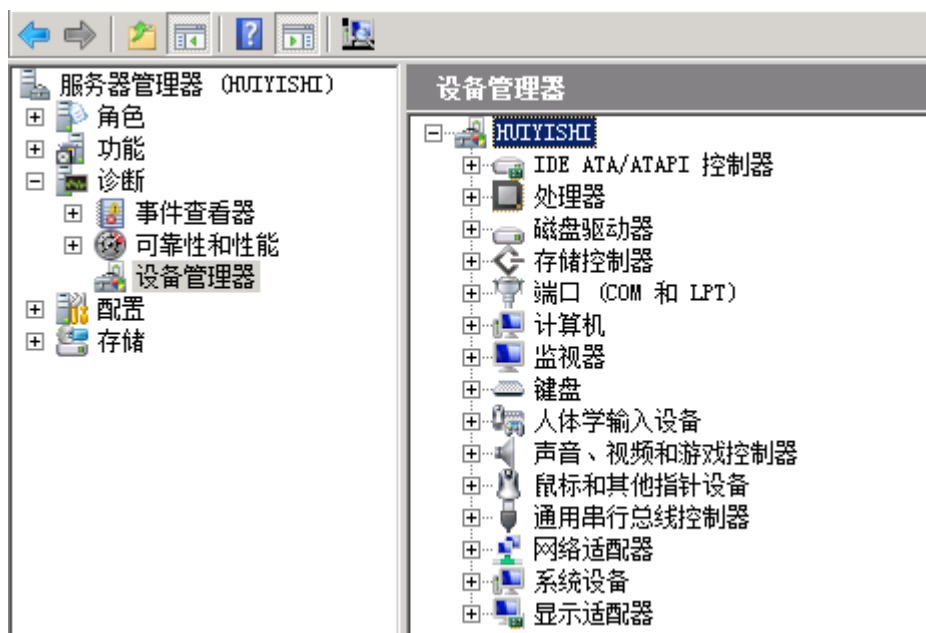 服务器管理器 (HUIYISHI)
角色
功能
诊断
事件查看器
可靠性和性能
设备管理器
配置
存储
设备管理器
HUIYISHI
IDE ATA/ATAPI 控制器
处理器
磁盘驱动器
存储控制器
端口 (COM 和 LPT)
计算机
监视器
键盘
人体学输入设备
声音、视频和游戏控制器
鼠标和其他指针设备
通用串行总线控制器
网络适配器
系统设备
显示适配器